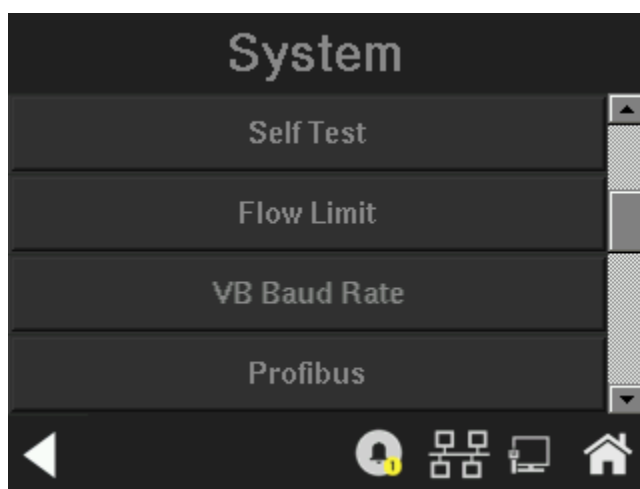 System
Self Test
Flow Limit
VB Baud Rate
Profibus
1